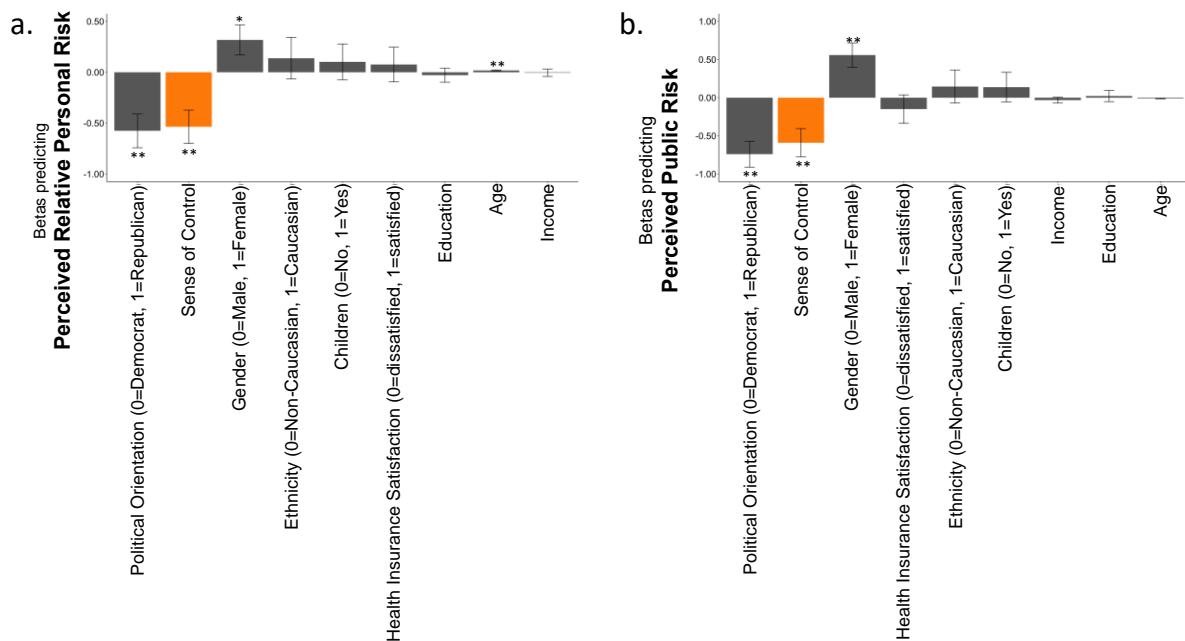 a.
Betas predicting
Perceived Relative Personal Risk
0.50
0.00
-0.50
-1.00
**
**
*
**
Political Orientation (0=Democrat, 1=Republican)
Sense of Control
Gender (0=Male, 1=Female)
Ethnicity (0=Non-Caucasian, 1=Caucasian)
Children (0=No, 1=Yes)
Health Insurance Satisfaction (0=dissatisfied, 1=satisfied)
Education
Age
Income
b.
Betas predicting
Perceived Public Risk
1.00
0.50
0.00
-0.50
-1.00
**
**
**
Political Orientation (0=Democrat, 1=Republican)
Sense of Control
Gender (0=Male, 1=Female)
Health Insurance Satisfaction (0=dissatisfied, 1=satisfied)
Ethnicity (0=Non-Caucasian, 1=Caucasian)
Children (0=No, 1=Yes)
Income
Education
Age